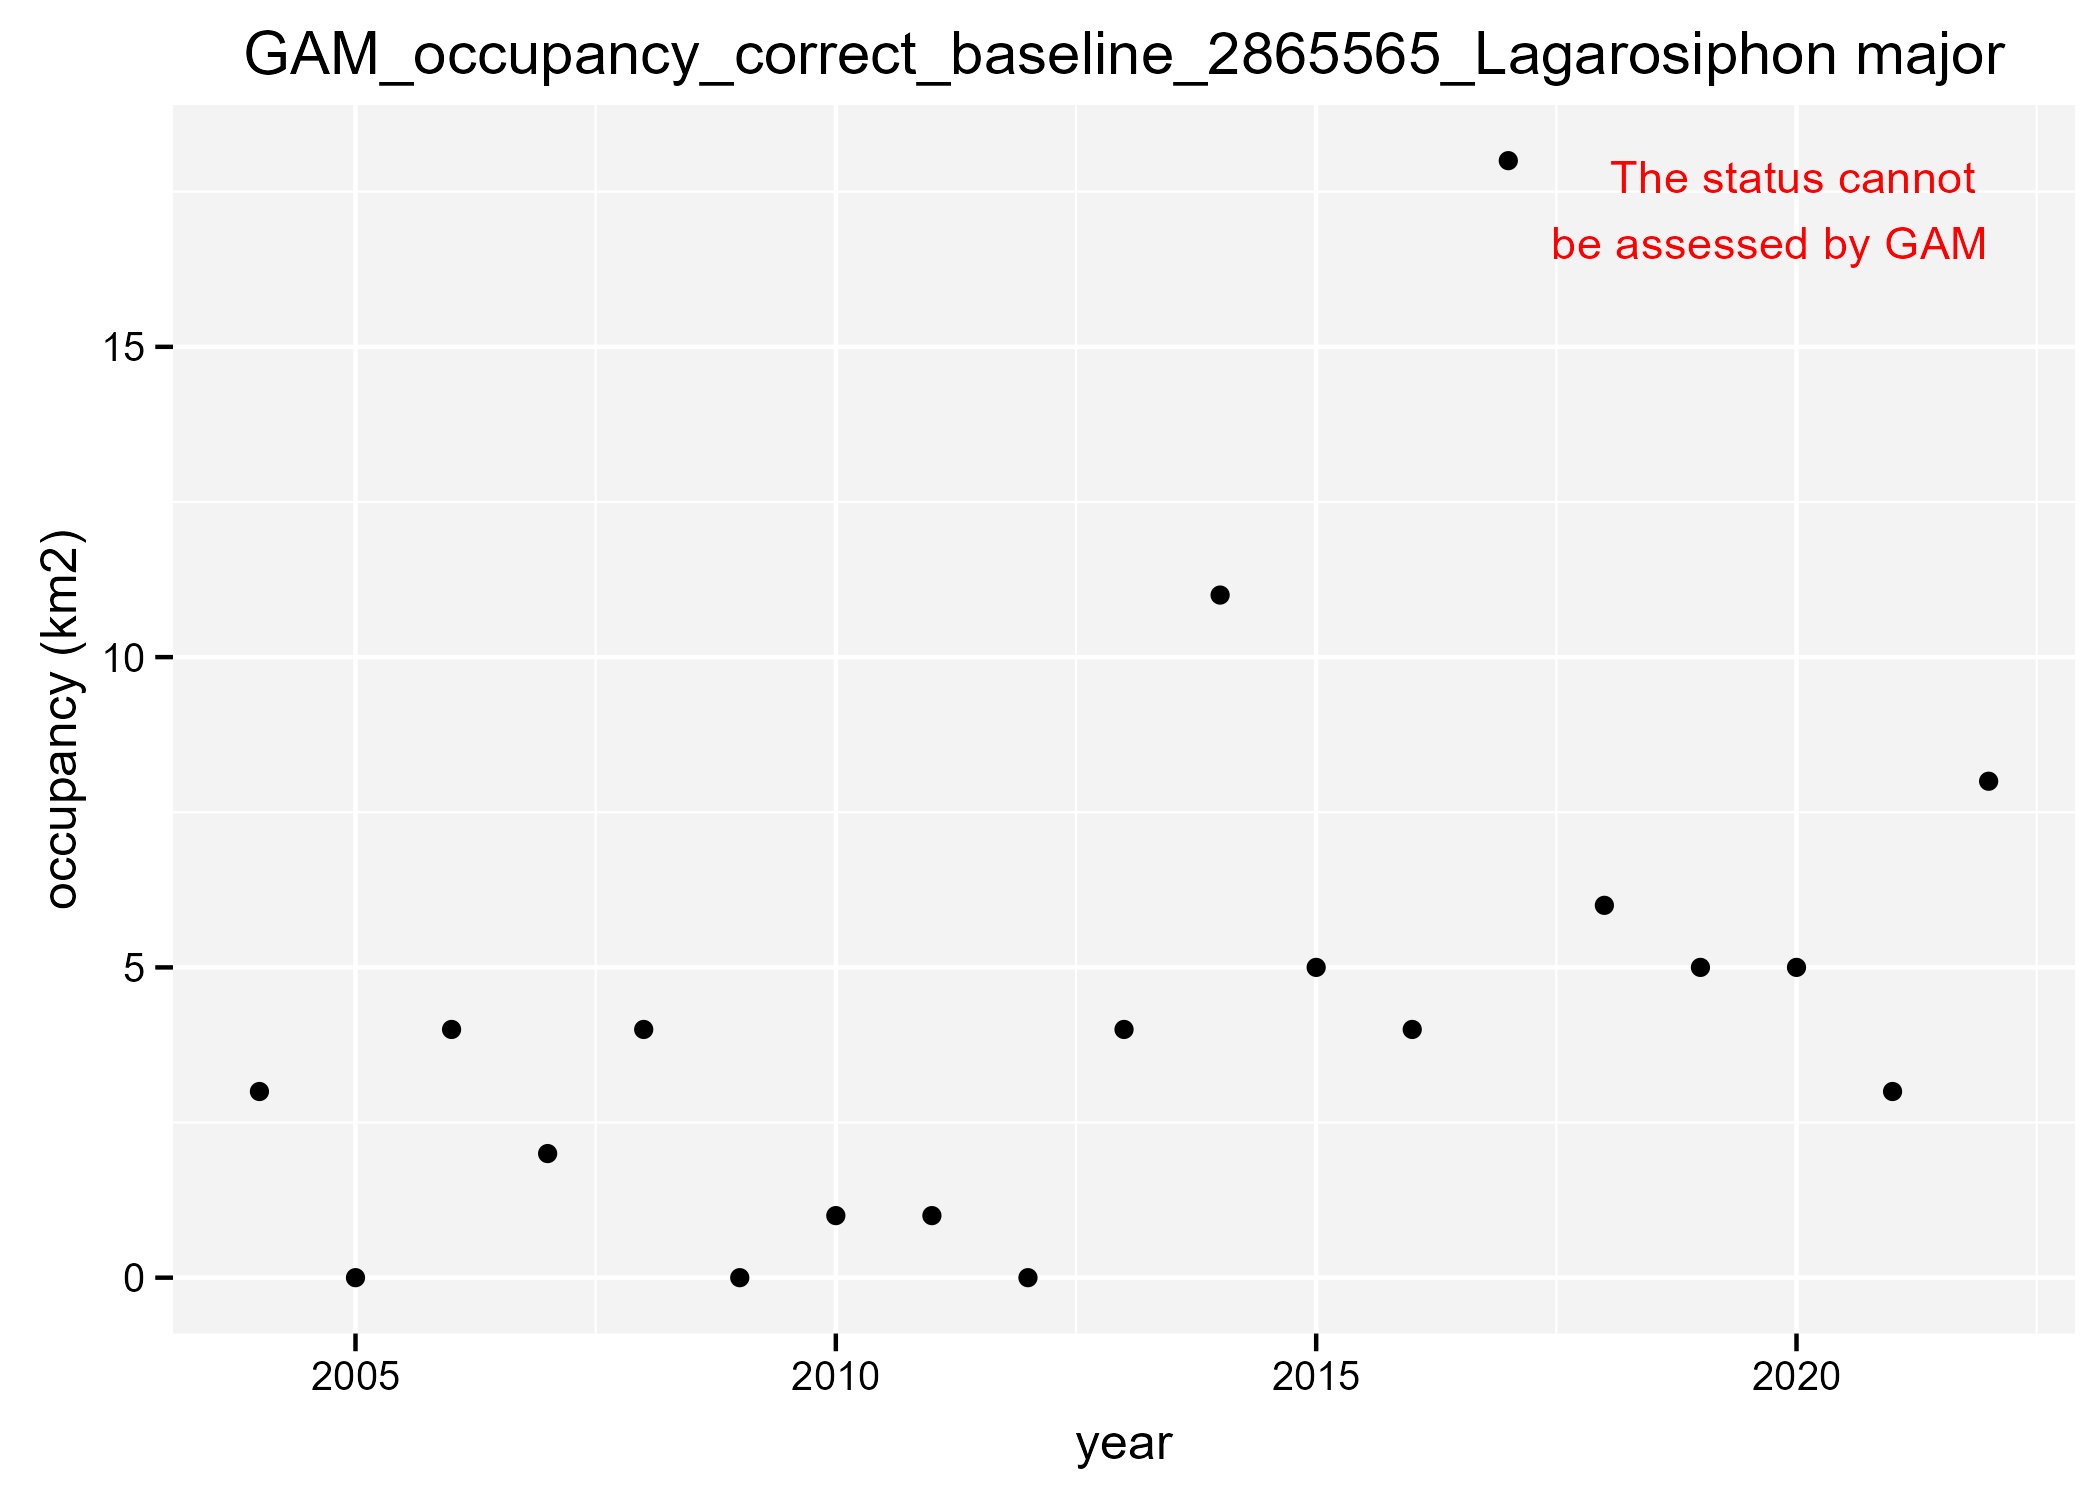 GAM_occupancy_correct_baseline_2865565_Lagarosiphon major
The status cannot
be assessed by GAM
15
10
5
0
occupancy (km2)
2005 2010 2015 2020
year